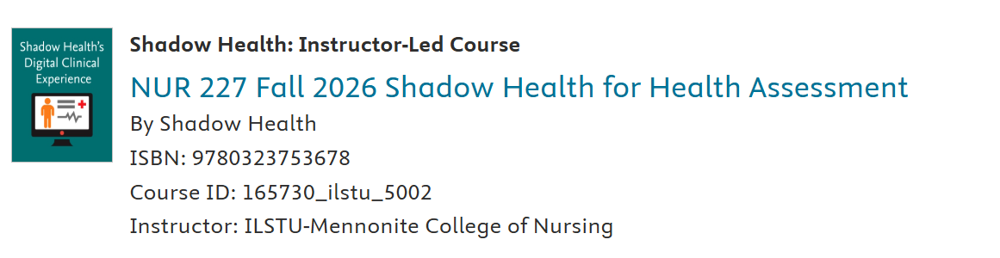 Shadow Health's
Digital Clinical
Experience
Shadow Health: Instructor-Led Course
NUR 227 Fall 2026 Shadow Health for Health Assessment
By Shadow Health
ISBN: 9780323753678
Course ID: 165730_ilstu_5002
Instructor: ILSTU-Mennonite College of Nursing